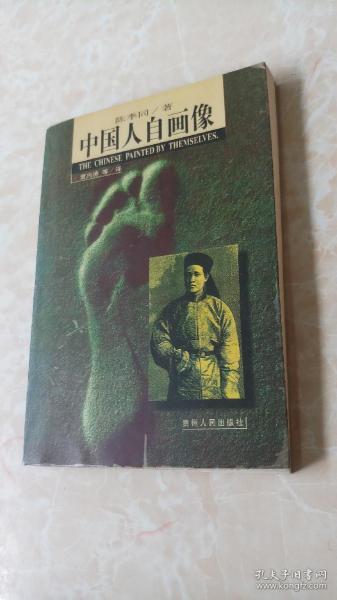 陈季同/著
中国人自画像
THE CHINESE PAINTED BY THEMSELVES.
黄兴涛 等/译
贵州人民出版社
孔夫子旧书网